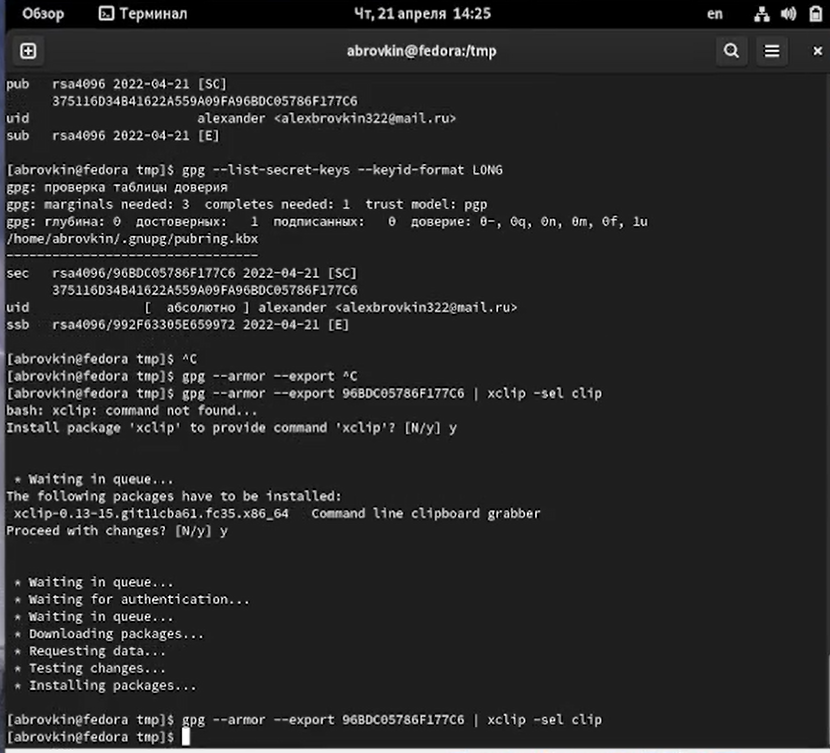 Обзор Терминал Чт, 21 апреля 14:25 en
abrovkin@fedora:/tmp
pub rsa4096 2022-04-21 [SC]
375116D34B41622A559A09FA96BDC05786F177C6
uid alexander <alexbrovkin322@mail.ru>
sub rsa4096 2022-04-21 [E]
[abrovkin@fedora tmp]$ gpg --list-secret-keys --keyid-format LONG
gpg: проверка таблицы доверия
gpg: marginals needed: 3 completes needed: 1 trust model: pgp
gpg: глубина: 0 достоверных: 1 подписанных: 0 доверие: 0-, 0q, 0n, 0m, 0f, 1u
/home/abrovkin/.gnupg/pubring.kbx
---------------------------------
sec rsa4096/96BDC05786F177C6 2022-04-21 [SC]
375116D34B41622A559A09FA96BDC05786F177C6
uid [ абсолютно ] alexander <alexbrovkin322@mail.ru>
ssb rsa4096/992F63305E659972 2022-04-21 [E]
[abrovkin@fedora tmp]$ ^C
[abrovkin@fedora tmp]$ gpg --armor --export ^C
[abrovkin@fedora tmp]$ gpg --armor --export 96BDC05786F177C6 | xclip -sel clip
bash: xclip: command not found...
Install package 'xclip' to provide command 'xclip'? [N/y] y
* Waiting in queue...
The following packages have to be installed:
xclip-0.13-15.git11cba61.fc35.x86_64 Command line clipboard grabber
Proceed with changes? [N/y] y
* Waiting in queue...
* Waiting for authentication...
* Waiting in queue...
* Downloading packages...
* Requesting data...
* Testing changes...
* Installing packages...
[abrovkin@fedora tmp]$ gpg --armor --export 96BDC05786F177C6 | xclip -sel clip
[abrovkin@fedora tmp]$